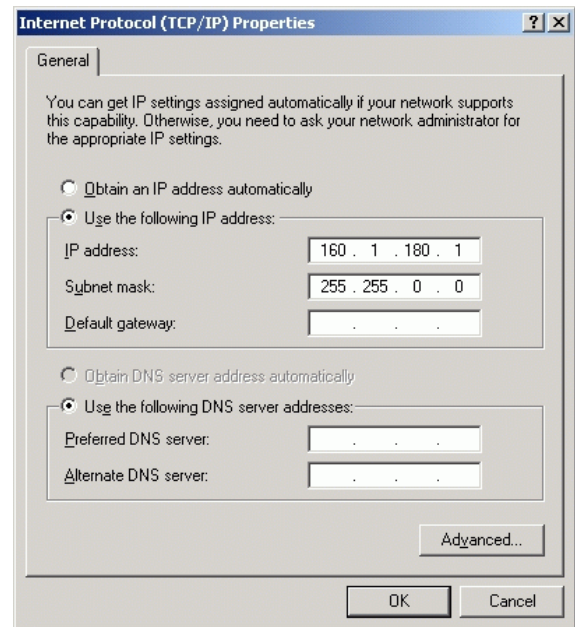 Internet Protocol (TCP/IP) Properties
General
You can get IP settings assigned automatically if your network supports
this capability. Otherwise, you need to ask your network administrator for
the appropriate IP settings.
Obtain an IP address automatically
Use the following IP address:
IP address: 160 . 1 . 180 . 1
Subnet mask: 255 . 255 . 0 . 0
Default gateway: . . .
Obtain DNS server address automatically
Use the following DNS server addresses:
Preferred DNS server: . . .
Alternate DNS server: . . .
Advanced...
OK Cancel